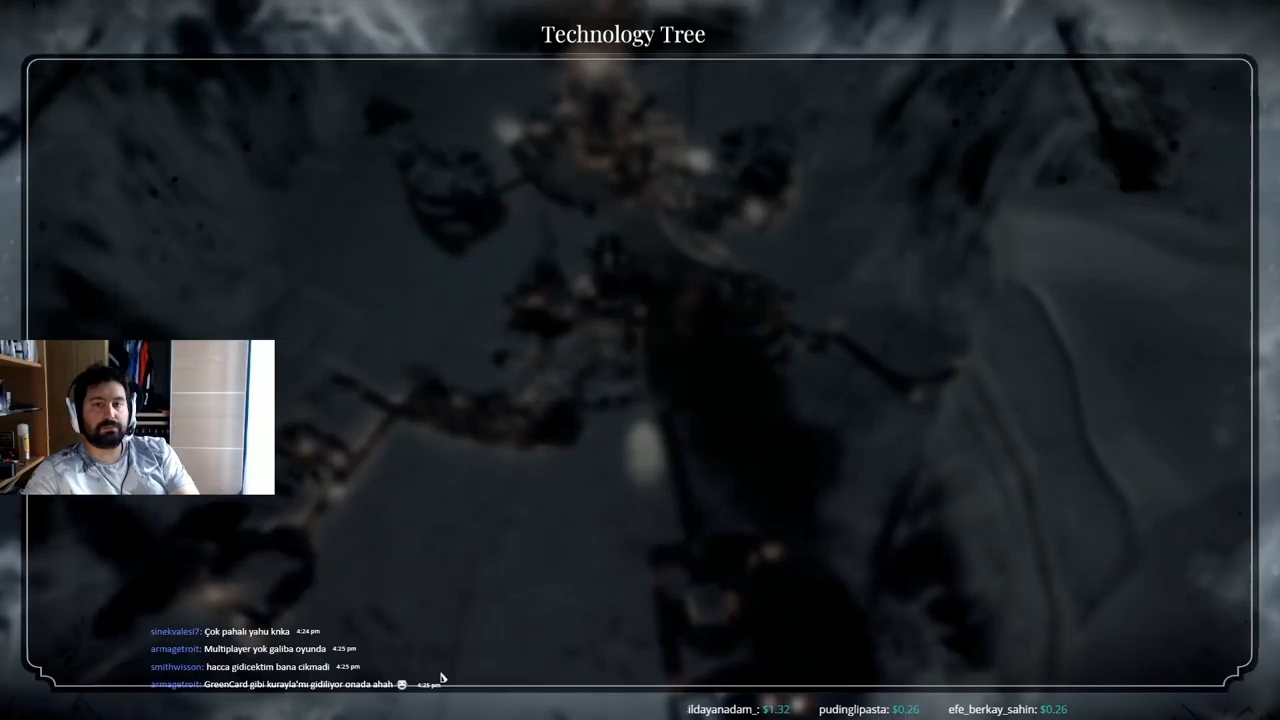 Technology Tree
sinekvalesi7: Çok pahalı yahu knka 4:24 pm
armagetroit: Multiplayer yok galiba oyunda 4:25 pm
smithwisson: hacca gidicektim bana cikmadi 4:25 pm
armagetroit: GreenCard gibi kurayla'mı gidiliyor onada ahah 4:25 pm
ildayanadam_: $1.32 pudinglipasta: $0.26 efe_berkay_sahin: $0.26